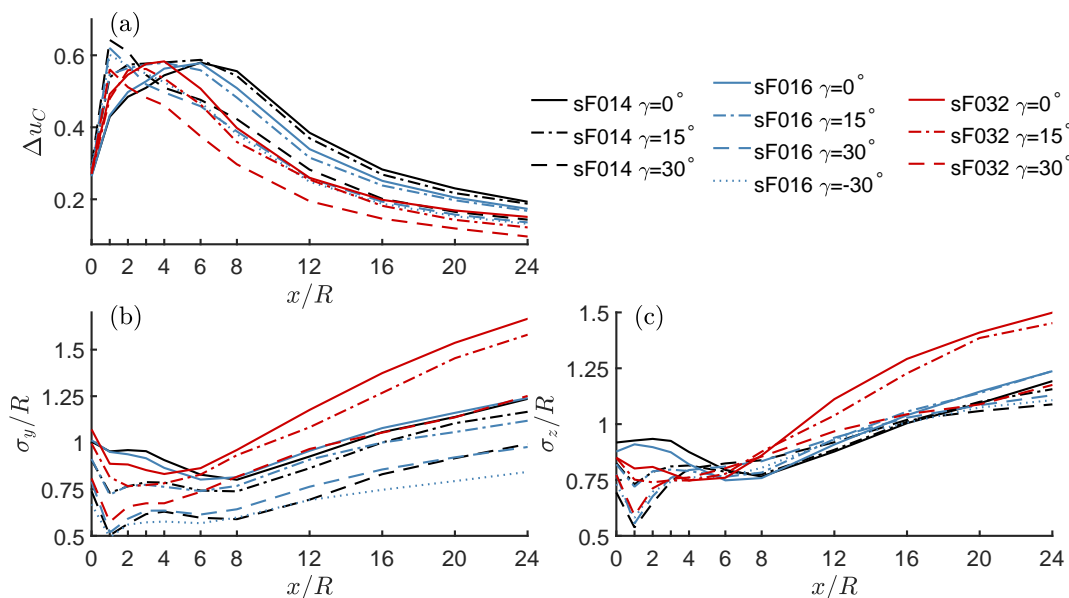 (a)
0.6
0.4
0.2
Δu_C
0 2 4 6 8 12 16 20 24
x/R
sF014 γ=0°
sF014 γ=15°
sF014 γ=30°
sF016 γ=0°
sF016 γ=15°
sF016 γ=30°
sF016 γ=-30°
sF032 γ=0°
sF032 γ=15°
sF032 γ=30°
(b)
1.5
1.25
1
0.75
0.5
σ_y/R
0 2 4 6 8 12 16 20 24
x/R
(c)
1.5
1.25
1
0.75
0.5
σ_z/R
0 2 4 6 8 12 16 20 24
x/R